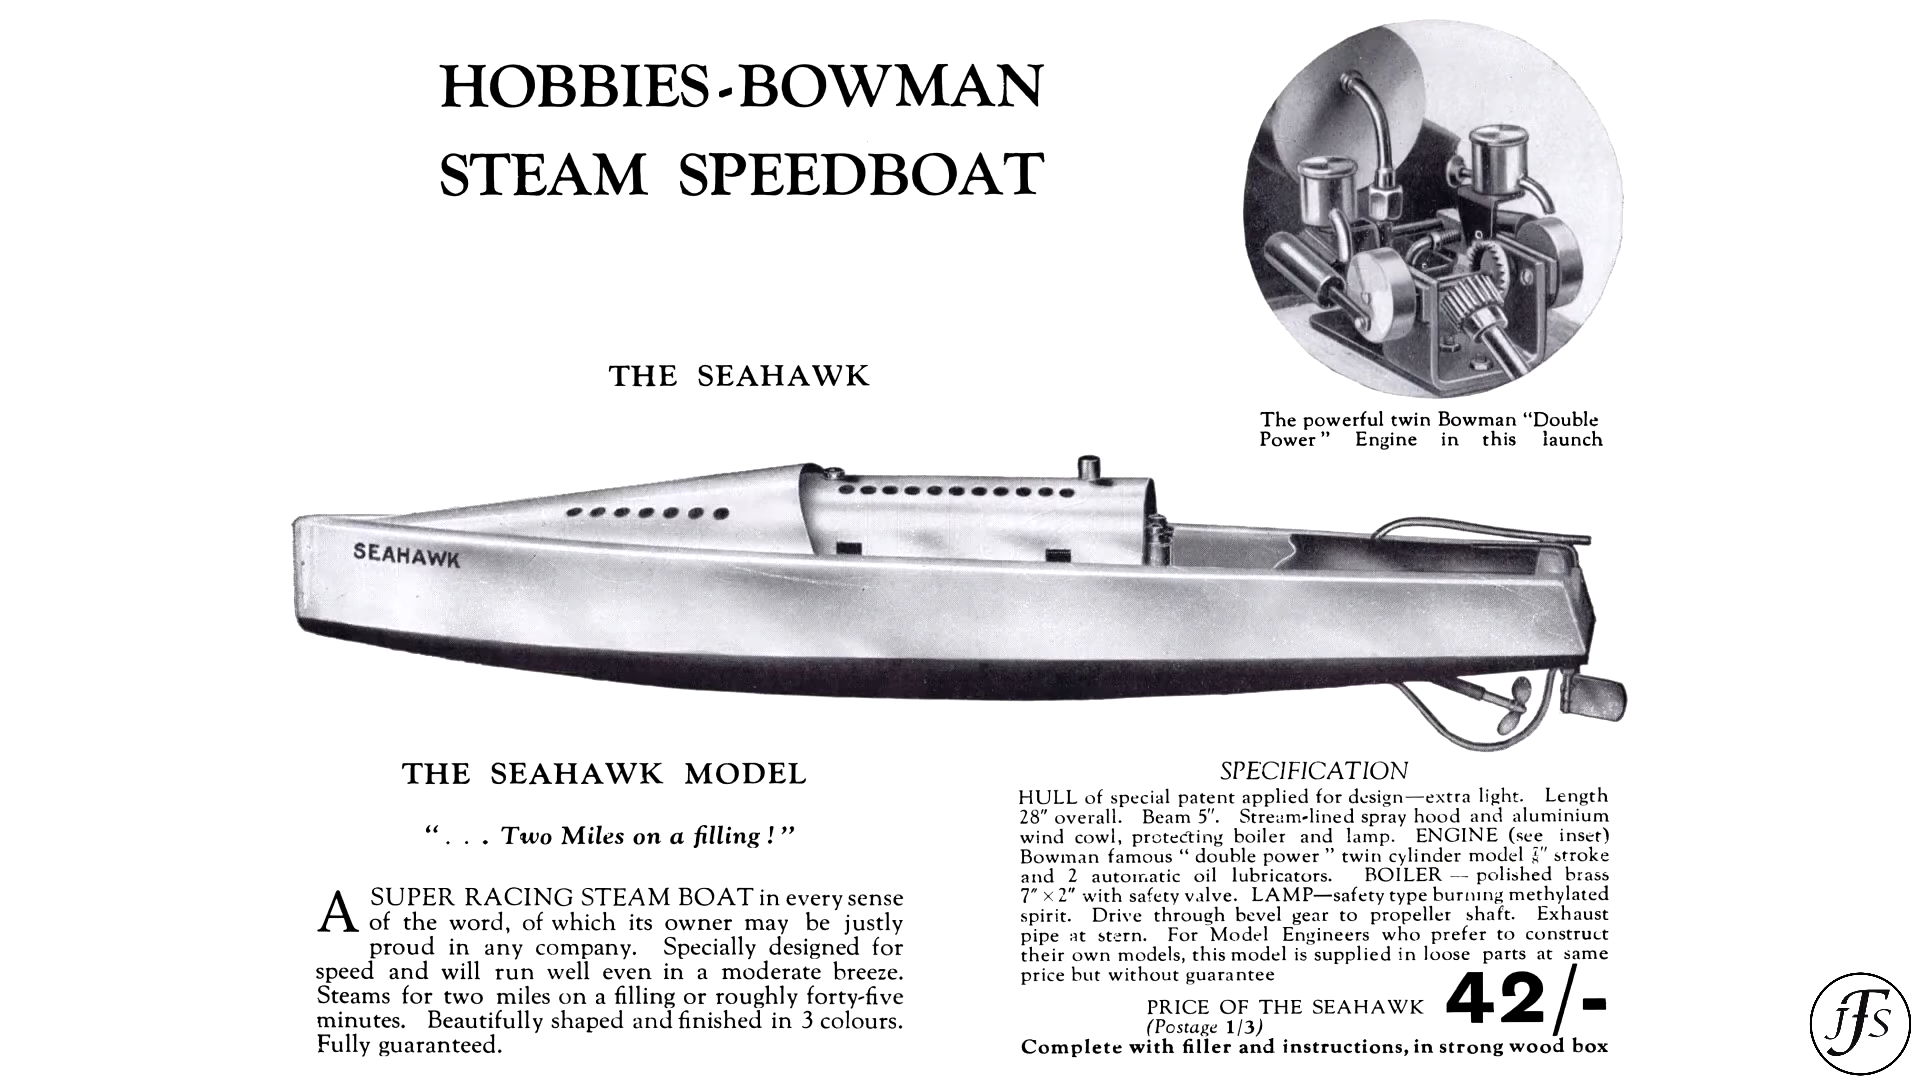 HOBBIES-BOWMAN
STEAM SPEEDBOAT
THE SEAHAWK
The powerful twin Bowman "Double
Power" Engine in this launch
SEAHAWK
THE SEAHAWK MODEL
". . . Two Miles on a filling!"
A SUPER RACING STEAM BOAT in every sense
of the word, of which its owner may be justly
proud in any company. Specially designed for
speed and will run well even in a moderate breeze.
Steams for two miles on a filling or roughly forty-five
minutes. Beautifully shaped and finished in 3 colours.
Fully guaranteed.
SPECIFICATION
HULL of special patent applied for design—extra light. Length
28" overall. Beam 5". Stream-lined spray hood and aluminium
wind cowl, protecting boiler and lamp. ENGINE (see inset)
Bowman famous "double power" twin cylinder model ⅞" stroke
and 2 automatic oil lubricators. BOILER — polished brass
7" × 2" with safety valve. LAMP—safety type burning methylated
spirit. Drive through bevel gear to propeller shaft. Exhaust
pipe at stern. For Model Engineers who prefer to construct
their own models, this model is supplied in loose parts at same
price but without guarantee
PRICE OF THE SEAHAWK 42/-
(Postage 1/3)
Complete with filler and instructions, in strong wood box
JFS